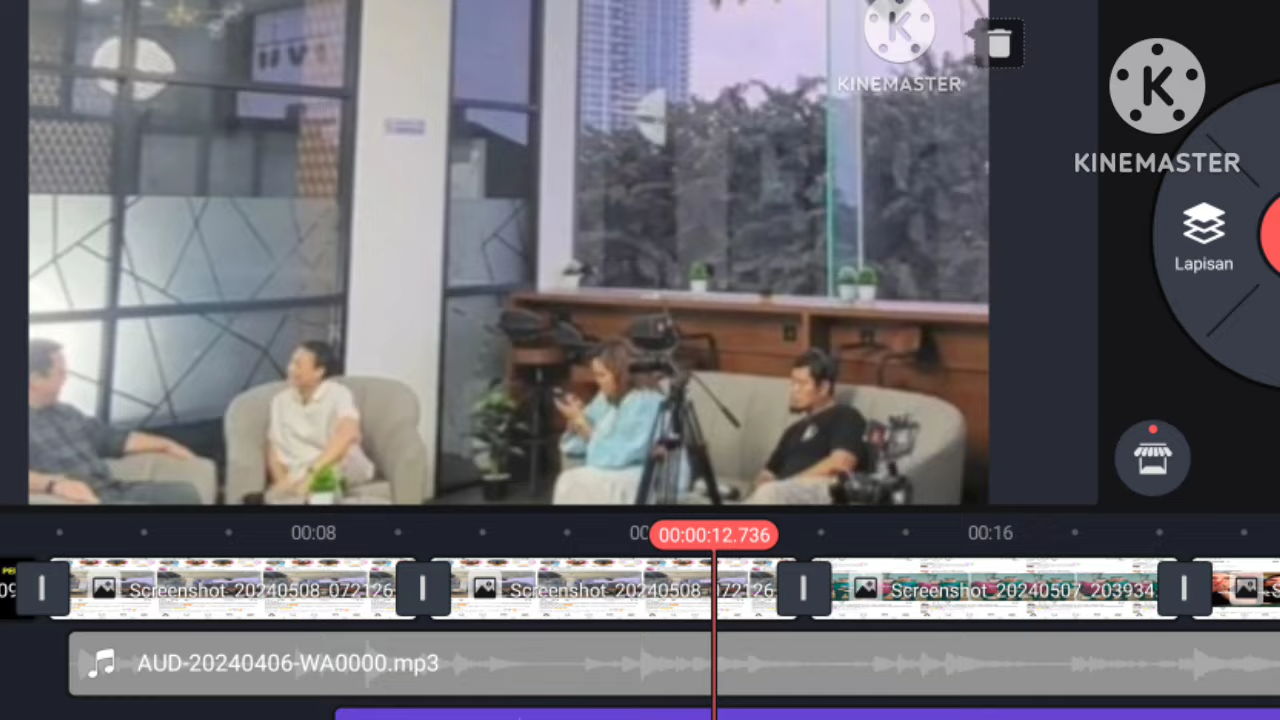 KINEMASTER
KINEMASTER
Lapisan
00:08
00:00:12.736
00:16
Screenshot_20240508_072126
Screenshot_20240508_072126
Screenshot_20240507_203934
AUD-20240406-WA0000.mp3